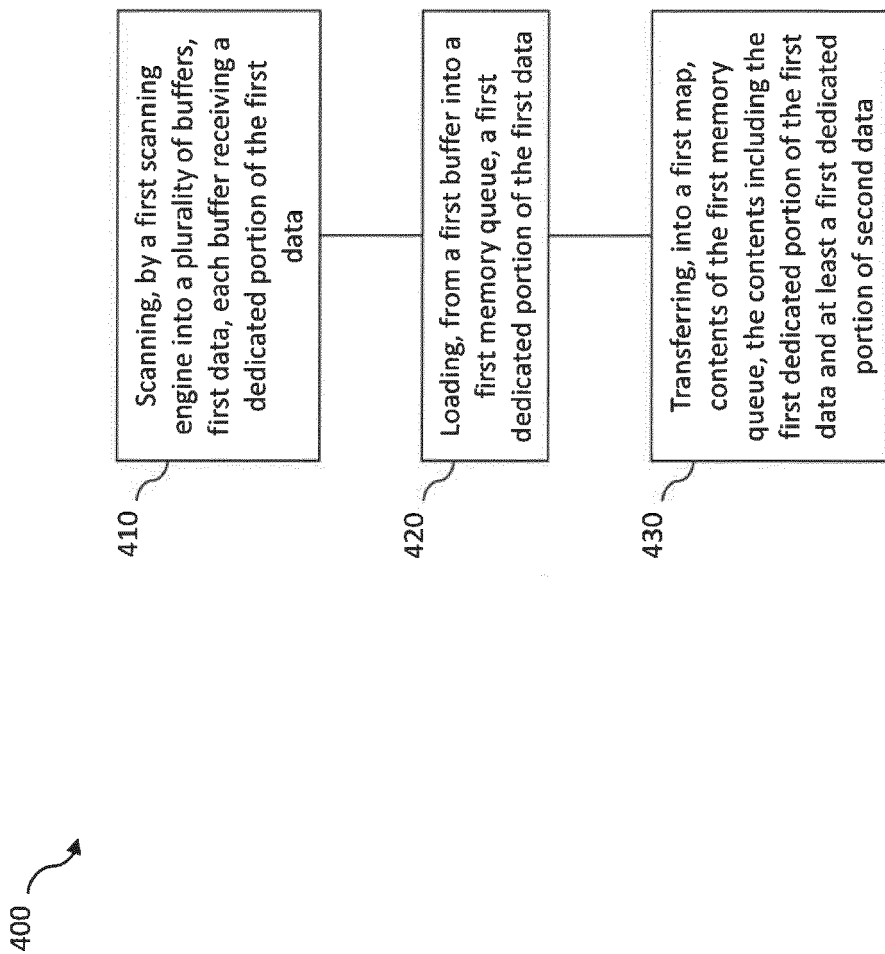 400
410
Scanning, by a first scanning
engine into a plurality of buffers,
first data, each buffer receiving a
dedicated portion of the first
data
420
Loading, from a first buffer into a
first memory queue, a first
dedicated portion of the first data
430
Transferring, into a first map,
contents of the first memory
queue, the contents including the
first dedicated portion of the first
data and at least a first dedicated
portion of second data